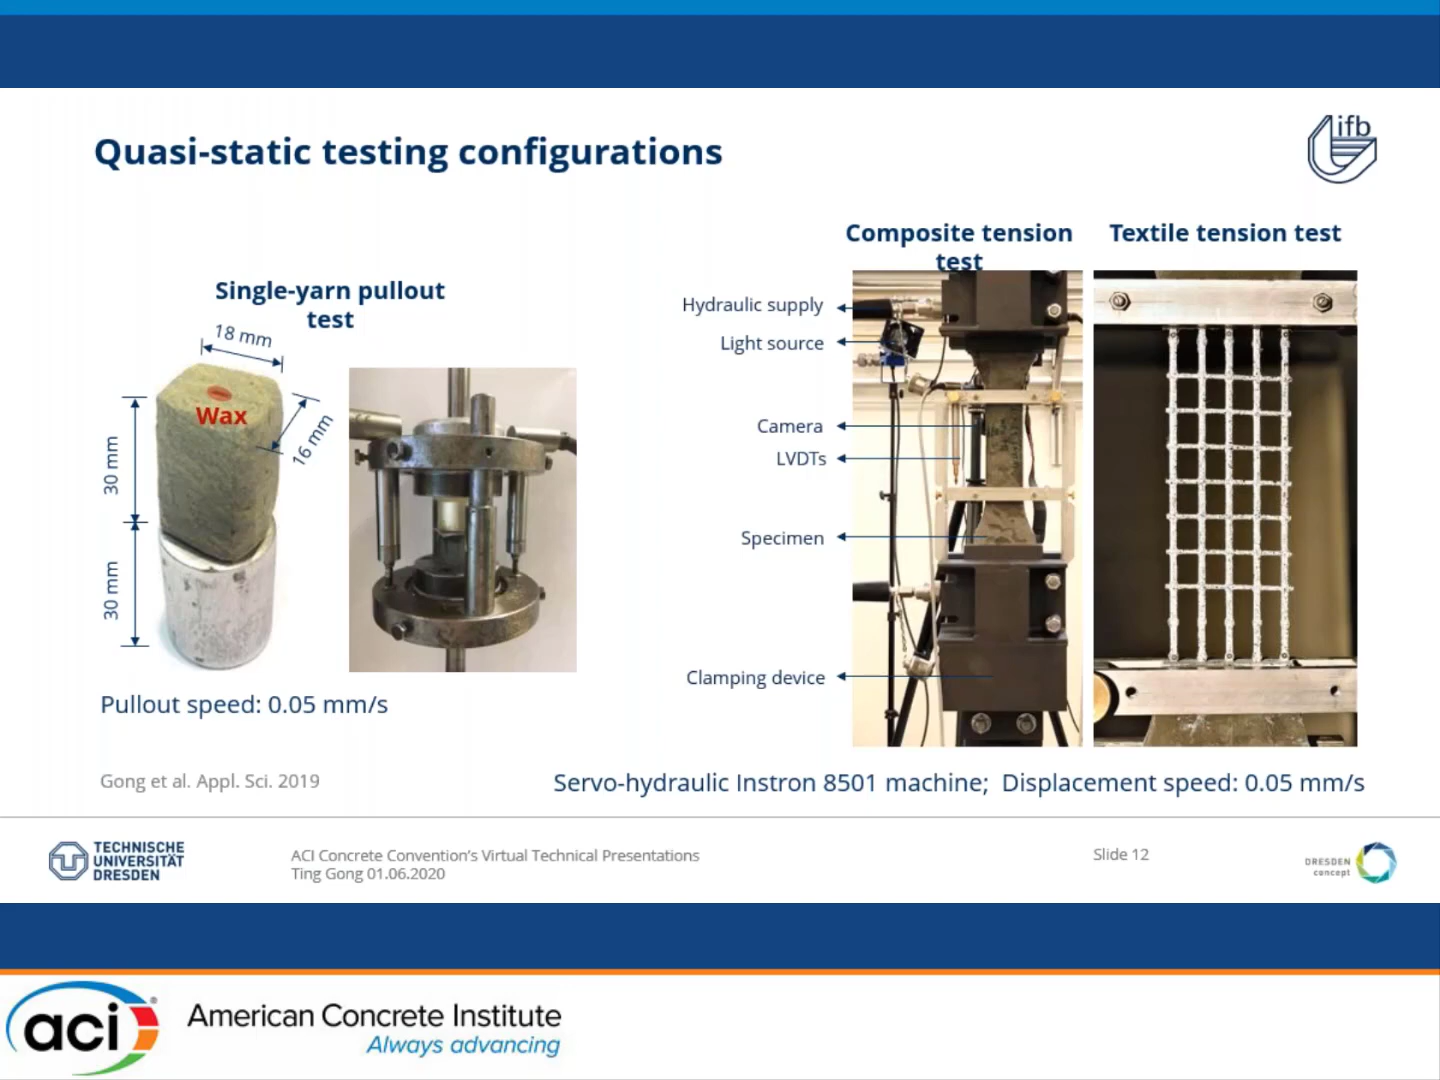 Quasi-static testing configurations
ifb
Single-yarn pullout
test
18 mm
Wax
16 mm
30 mm
30 mm
Pullout speed: 0.05 mm/s
Gong et al. Appl. Sci. 2019
Composite tension
test
Textile tension test
Hydraulic supply
Light source
Camera
LVDTs
Specimen
Clamping device
Servo-hydraulic Instron 8501 machine; Displacement speed: 0.05 mm/s
TECHNISCHE
UNIVERSITÄT
DRESDEN
ACI Concrete Convention’s Virtual Technical Presentations
Ting Gong 01.06.2020
Slide 12
DRESDEN
concept
aci®
American Concrete Institute
Always advancing